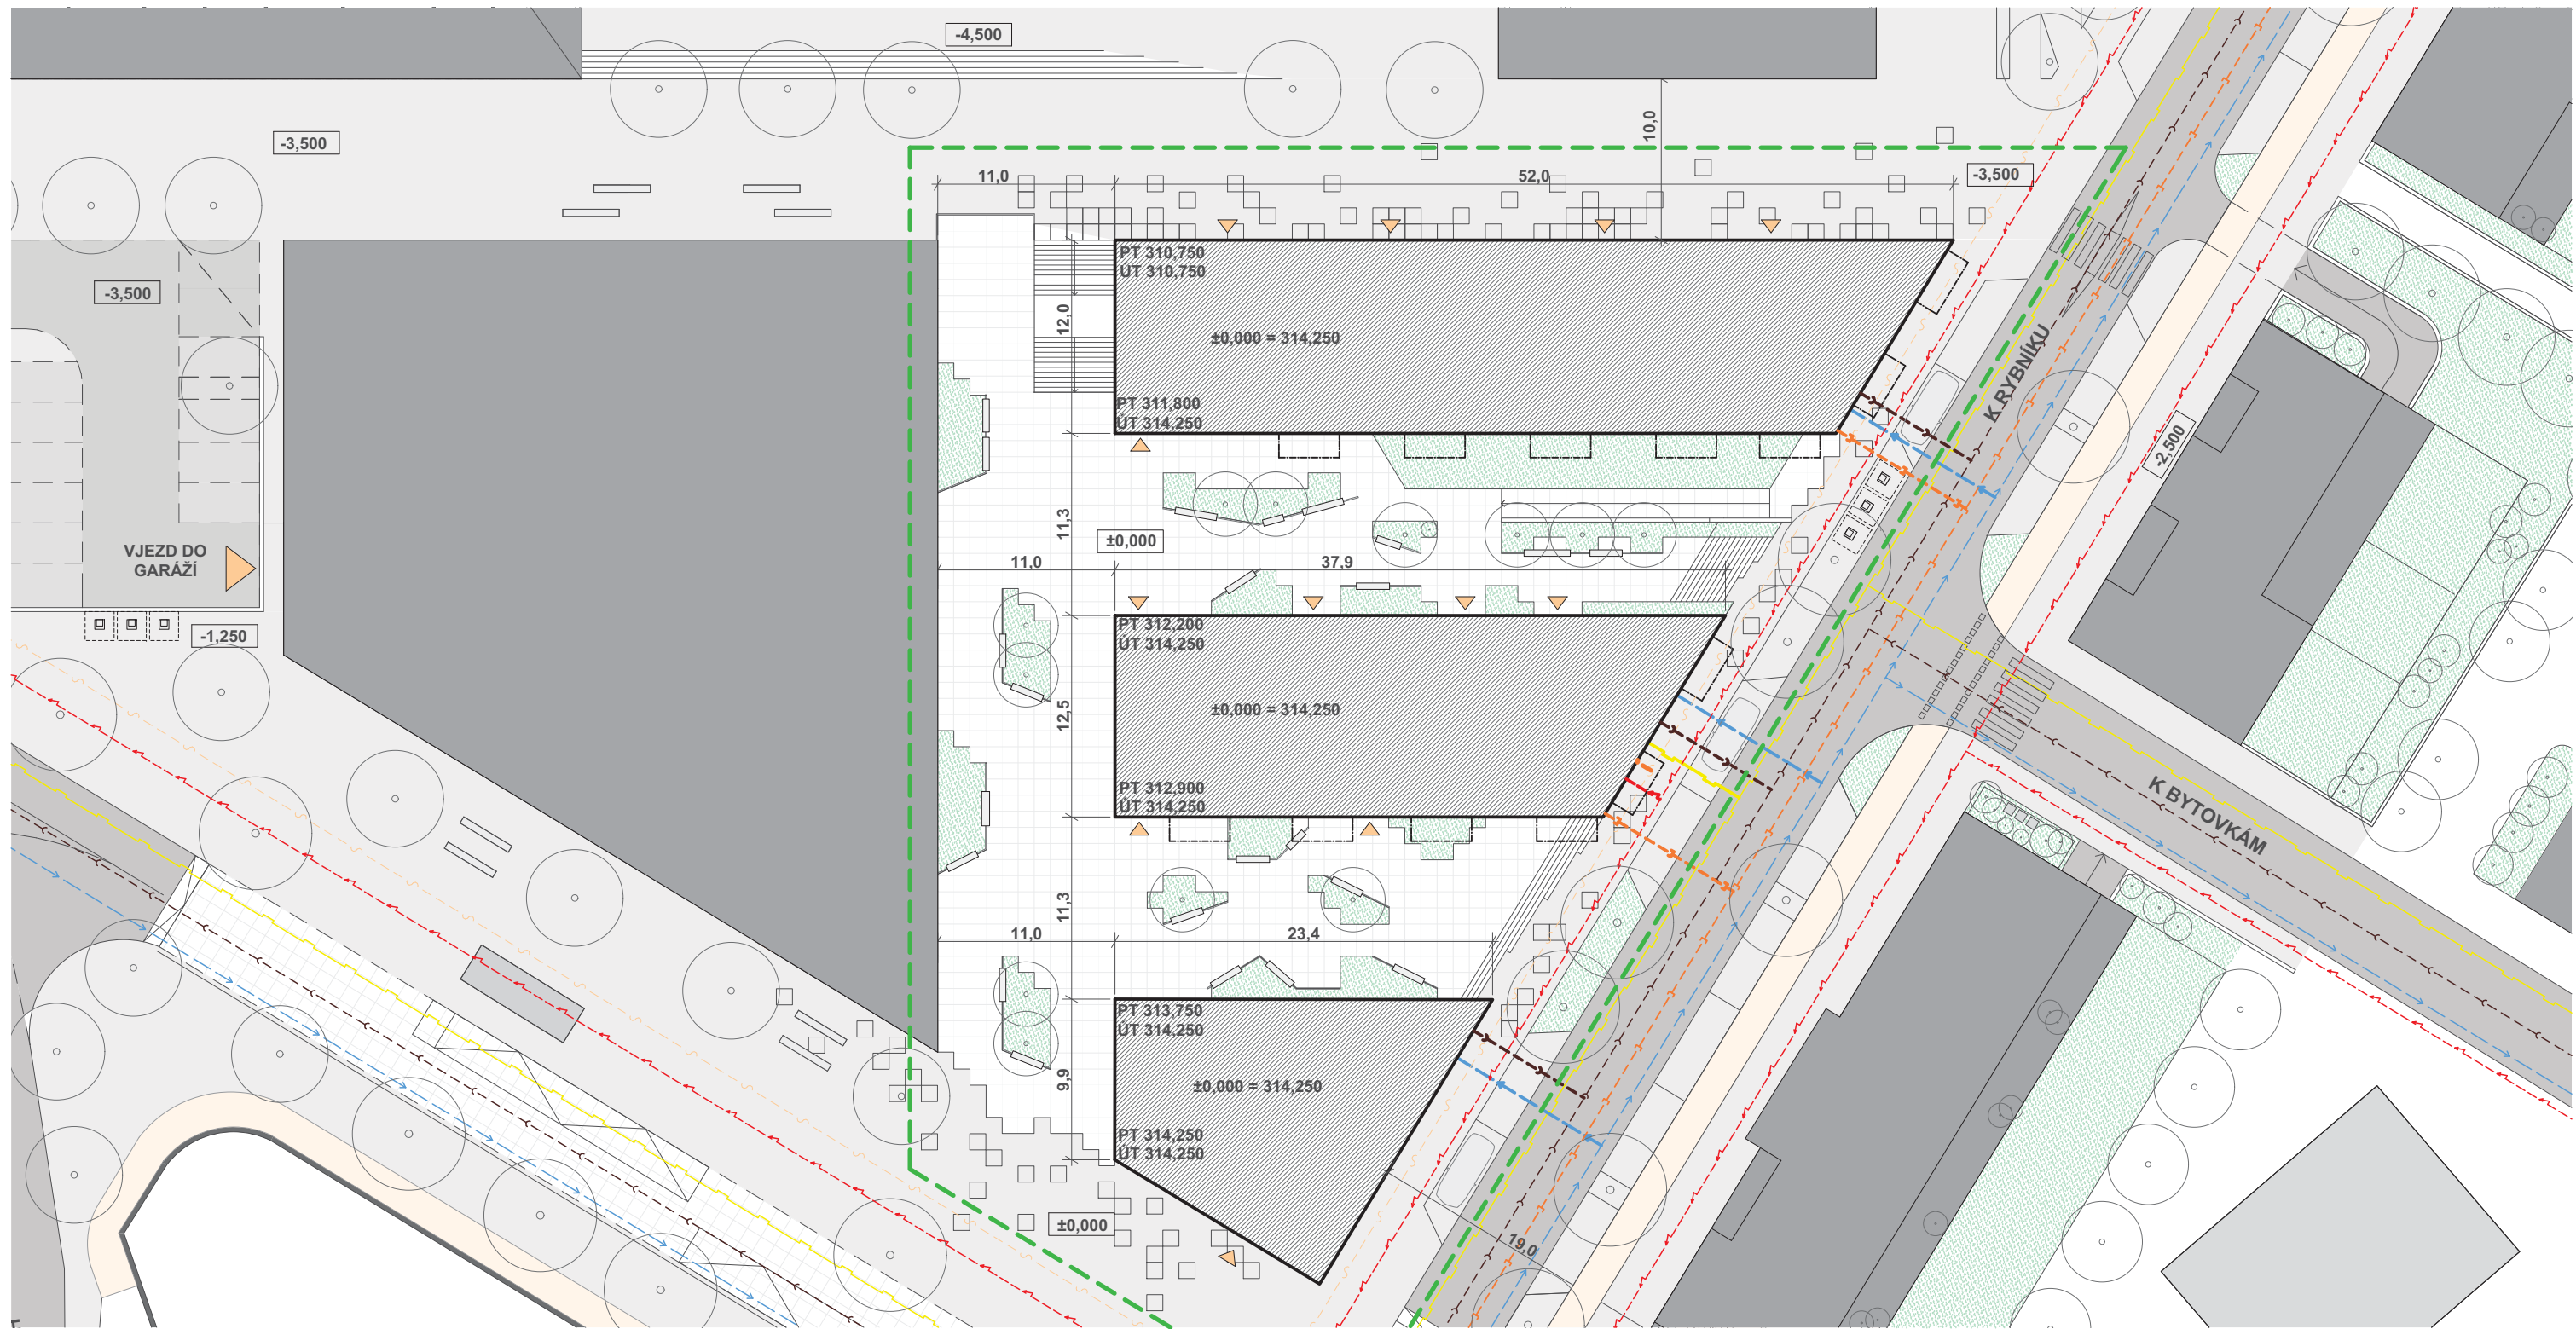 -4,500
-3,500
10,0
11,0
52,0
-3,500
PT 310,750
ÚT 310,750
-3,500
12,0
±0,000 = 314,250
K RYBNÍKU
PT 311,800
ÚT 314,250
-2,500
11,3
±0,000
VJEZD DO
GARÁŽÍ
11,0
37,9
-1,250
PT 312,200
ÚT 314,250
12,5
±0,000 = 314,250
PT 312,900
ÚT 314,250
K BYTOVKÁM
11,3
11,0
23,4
PT 313,750
ÚT 314,250
9,9
±0,000 = 314,250
PT 314,250
ÚT 314,250
±0,000
19,0